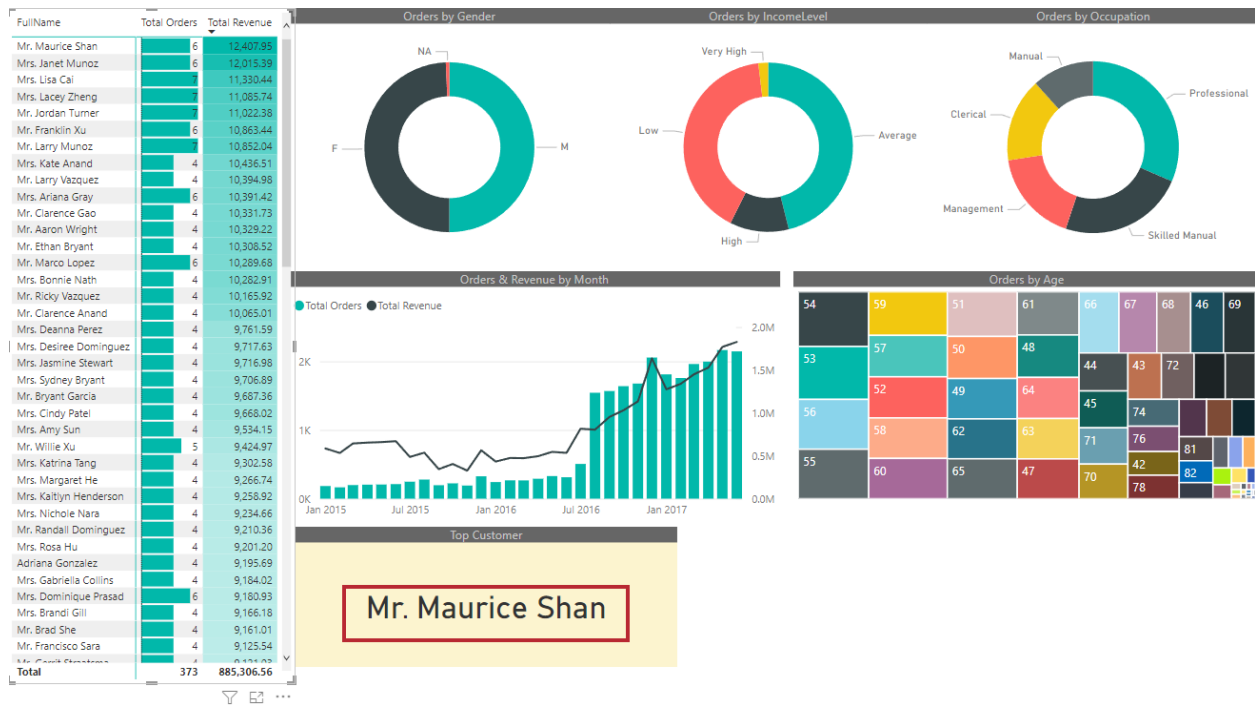 FullName Total Orders Total Revenue
Mr. Maurice Shan 6 12,407.95
Mrs. Janet Munoz 6 12,015.39
Mrs. Lisa Cai 7 11,330.44
Mrs. Lacey Zheng 7 11,085.74
Mr. Jordan Turner 7 11,022.38
Mr. Franklin Xu 6 10,863.44
Mr. Larry Munoz 7 10,852.04
Mrs. Kate Anand 4 10,436.51
Mr. Larry Vazquez 4 10,394.98
Mrs. Ariana Gray 6 10,391.42
Mr. Clarence Gao 4 10,331.73
Mr. Aaron Wright 4 10,329.22
Mr. Ethan Bryant 4 10,308.52
Mr. Marco Lopez 6 10,289.68
Mrs. Bonnie Nath 4 10,282.91
Mr. Ricky Vazquez 4 10,165.92
Mr. Clarence Anand 4 10,065.01
Mrs. Deanna Perez 4 9,761.59
Mrs. Desiree Dominguez 4 9,717.63
Mrs. Jasmine Stewart 4 9,716.98
Mrs. Sydney Bryant 4 9,706.89
Mr. Bryant Garcia 4 9,687.36
Mrs. Cindy Patel 4 9,668.02
Mrs. Amy Sun 4 9,534.15
Mr. Willie Xu 5 9,424.97
Mrs. Katrina Tang 4 9,302.58
Mrs. Margaret He 4 9,266.74
Mrs. Kaitlyn Henderson 4 9,258.92
Mrs. Nichole Nara 4 9,234.66
Mr. Randall Dominguez 4 9,210.36
Mrs. Rosa Hu 4 9,201.20
Adriana Gonzalez 4 9,195.69
Mrs. Gabriella Collins 4 9,184.02
Mrs. Dominique Prasad 6 9,180.93
Mrs. Brandi Gill 4 9,166.18
Mr. Brad She 4 9,161.01
Mr. Francisco Sara 4 9,125.54
Total 373 885,306.56
Orders by Gender
NA
F
M
Orders by IncomeLevel
Very High
Low
Average
High
Orders by Occupation
Manual
Professional
Clerical
Management
Skilled Manual
Orders & Revenue by Month
Total Orders Total Revenue
2.0M
2K
1.5M
1K
1.0M
0.5M
0K
0.0M
Jan 2015 Jul 2015 Jan 2016 Jul 2016 Jan 2017
Orders by Age
54 59 51 61 66 67 68 46 69
53 57 50 48 44 43 72
56 52 49 64 45 74
55 58 62 63 71 76 81
60 65 47 70 42 82
78
Top Customer
Mr. Maurice Shan